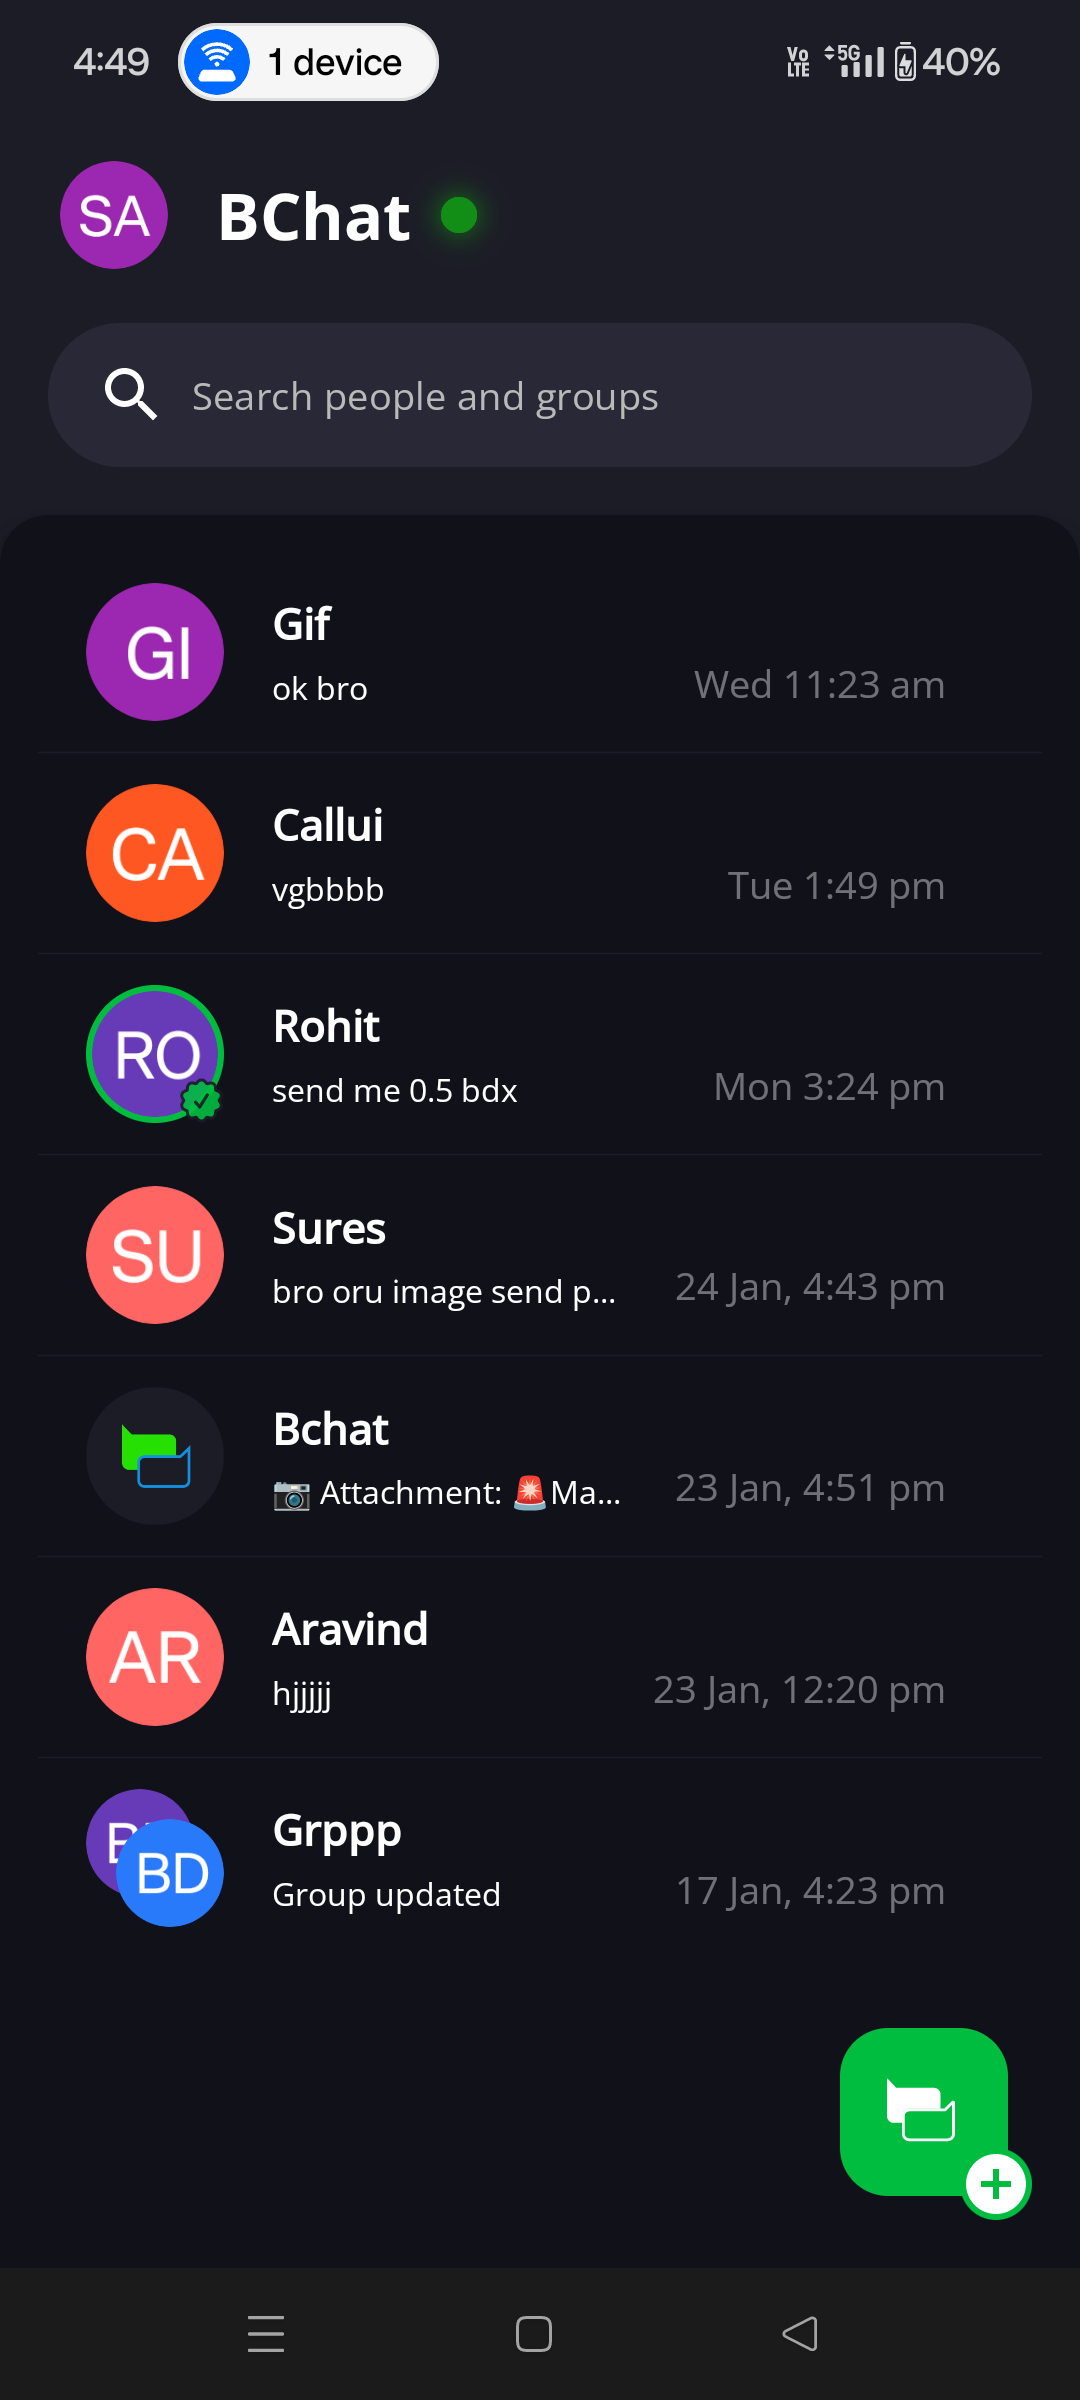 4:49
1 device
Vo LTE
5G
40%
SA
BChat
Search people and groups
GI
Gif
ok bro
Wed 11:23 am
CA
Callui
vgbbbb
Tue 1:49 pm
RO
Rohit
send me 0.5 bdx
Mon 3:24 pm
SU
Sures
bro oru image send p...
24 Jan, 4:43 pm
Bchat
📷 Attachment: 🚨Ma...
23 Jan, 4:51 pm
AR
Aravind
hjjjjj
23 Jan, 12:20 pm
BD
Grppp
Group updated
17 Jan, 4:23 pm